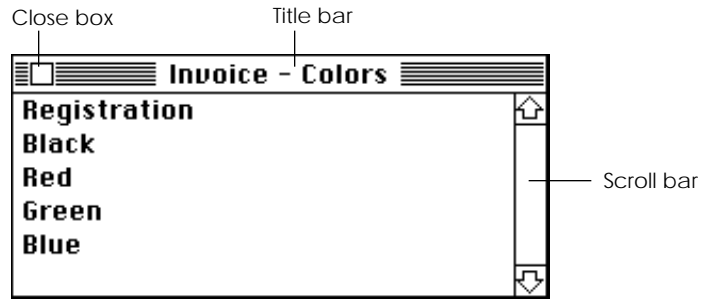 Close box
Title bar
Invoice – Colors
Registration
Black
Red
Scroll bar
Green
Blue